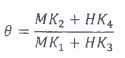 θ = (MK₂ + HK₄) / (MK₁ + HK₃)